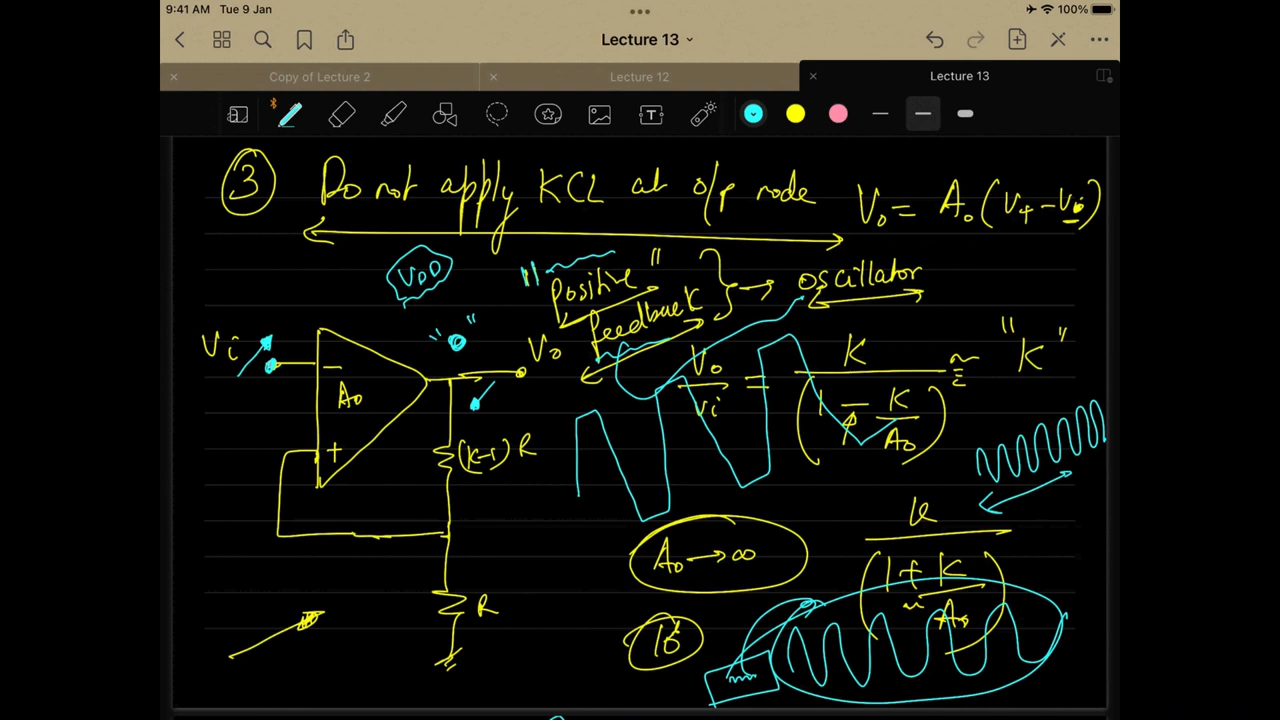 9:41 AM Tue 9 Jan
100%
Lecture 13
Copy of Lecture 2
Lecture 12
Lecture 13
3 Do not apply KCL at o/p node
V₀ = A₀(V₊ - Vi)
VDD
"Positive" feedback → oscillator
Vi
-
A₀
+
V₀
(K-1)R
R
V₀/Vi = K/(1 - K/A₀) ≈ "K"
A₀ → ∞
K/(1 + K/A₀)